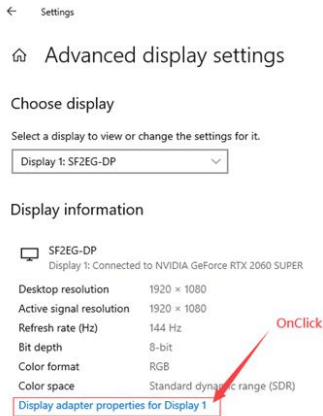 ← Settings
Advanced display settings
Choose display
Select a display to view or change the settings for it.
Display 1: SF2EG-DP
Display information
SF2EG-DP
Display 1: Connected to NVIDIA GeForce RTX 2060 SUPER
Desktop resolution 1920 × 1080
Active signal resolution 1920 × 1080
Refresh rate (Hz) 144 Hz
OnClick
Bit depth 8-bit
Color format RGB
Color space Standard dynamic range (SDR)
Display adapter properties for Display 1